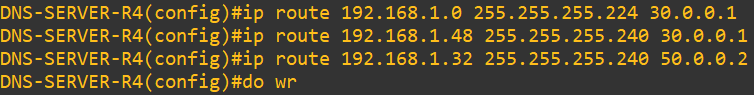 DNS-SERVER-R4(config)#ip route 192.168.1.0 255.255.255.224 30.0.0.1
DNS-SERVER-R4(config)#ip route 192.168.1.48 255.255.255.240 30.0.0.1
DNS-SERVER-R4(config)#ip route 192.168.1.32 255.255.255.240 50.0.0.2
DNS-SERVER-R4(config)#do wr